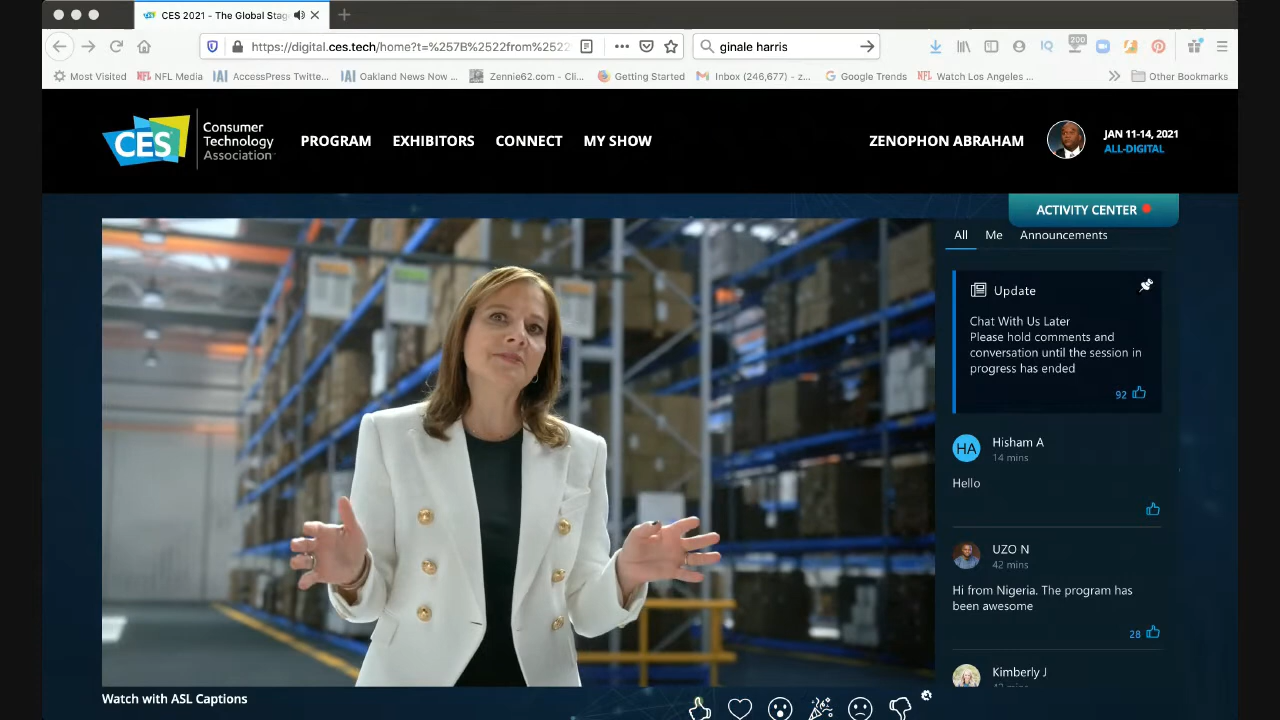 CES 2021 - The Global Stag
https://digital.ces.tech/home?t=%257B%2522from%2522
ginale harris
200
IQ
Most Visited
NFL Media
AccessPress Twitte...
Oakland News Now ...
Zennie62.com - Cli...
Getting Started
Inbox (246,677) - z...
Google Trends
Watch Los Angeles ...
Other Bookmarks
CES
Consumer
Technology
Association
PROGRAM
EXHIBITORS
CONNECT
MY SHOW
ZENOPHON ABRAHAM
JAN 11-14, 2021
ALL-DIGITAL
ACTIVITY CENTER
All Me Announcements
Update
Chat With Us Later
Please hold comments and
conversation until the session in
progress has ended
92
HA
Hisham A
14 mins
Hello
UZO N
42 mins
Hi from Nigeria. The program has
been awesome
28
Kimberly J
Watch with ASL Captions